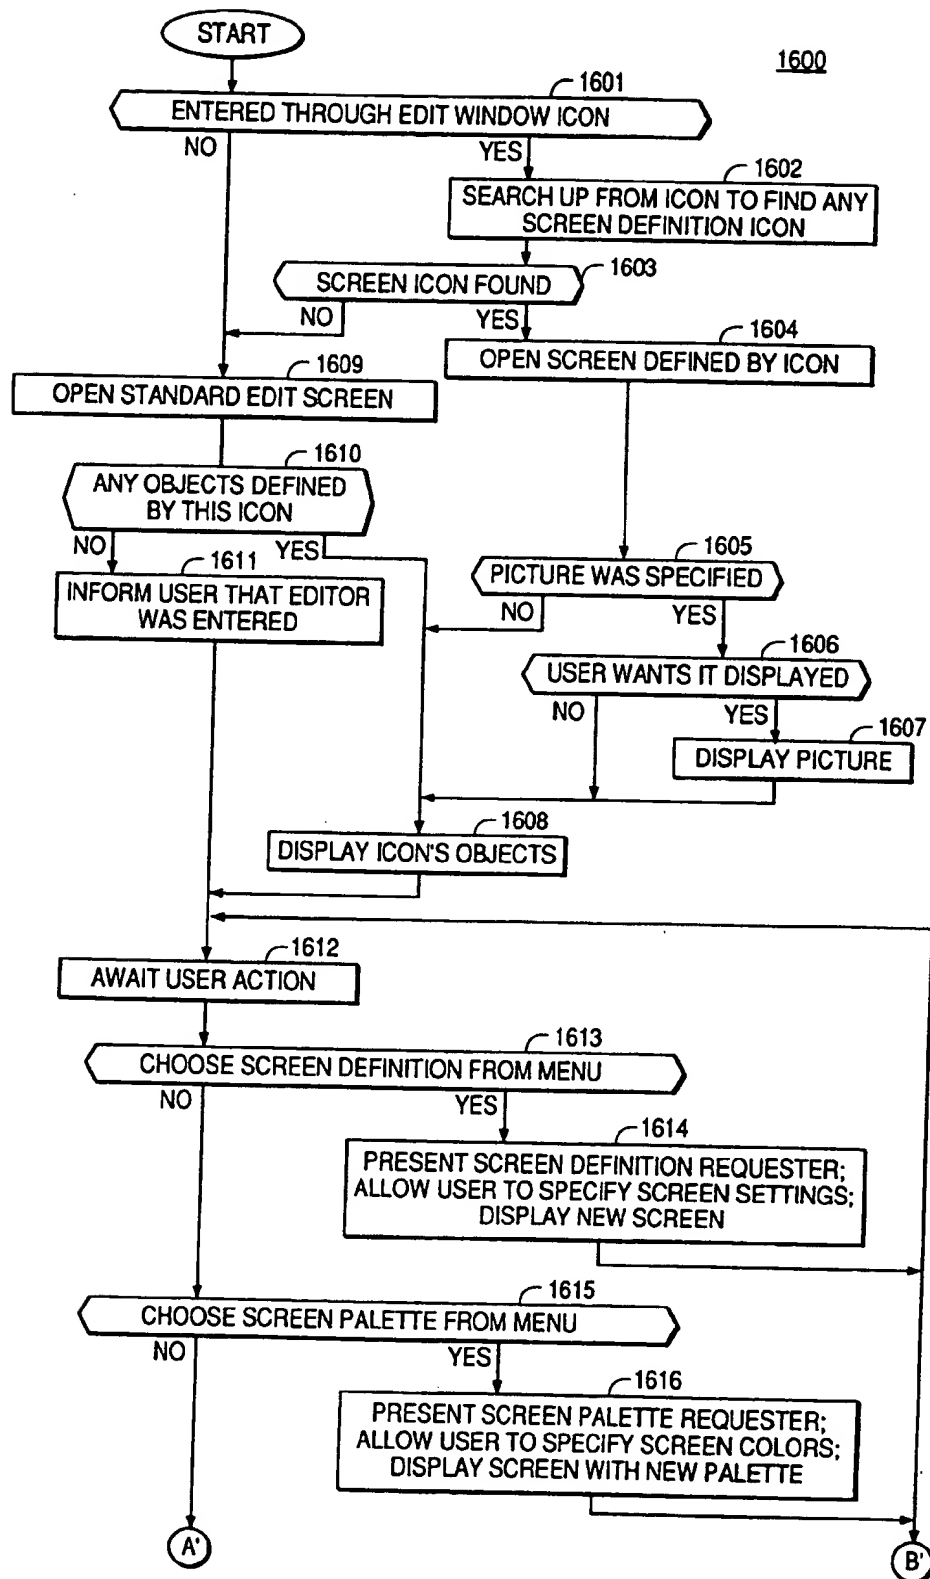 START
1600
1601
ENTERED THROUGH EDIT WINDOW ICON
NO
YES
1602
SEARCH UP FROM ICON TO FIND ANY
SCREEN DEFINITION ICON
1603
SCREEN ICON FOUND
NO
YES
1604
OPEN SCREEN DEFINED BY ICON
1609
OPEN STANDARD EDIT SCREEN
1610
ANY OBJECTS DEFINED
BY THIS ICON
NO
YES
1611
INFORM USER THAT EDITOR
WAS ENTERED
1605
PICTURE WAS SPECIFIED
NO
YES
1606
USER WANTS IT DISPLAYED
NO
YES
1607
DISPLAY PICTURE
1608
DISPLAY ICON'S OBJECTS
1612
AWAIT USER ACTION
1613
CHOOSE SCREEN DEFINITION FROM MENU
NO
YES
1614
PRESENT SCREEN DEFINITION REQUESTER;
ALLOW USER TO SPECIFY SCREEN SETTINGS;
DISPLAY NEW SCREEN
1615
CHOOSE SCREEN PALETTE FROM MENU
NO
YES
1616
PRESENT SCREEN PALETTE REQUESTER;
ALLOW USER TO SPECIFY SCREEN COLORS;
DISPLAY SCREEN WITH NEW PALETTE
A'
B'